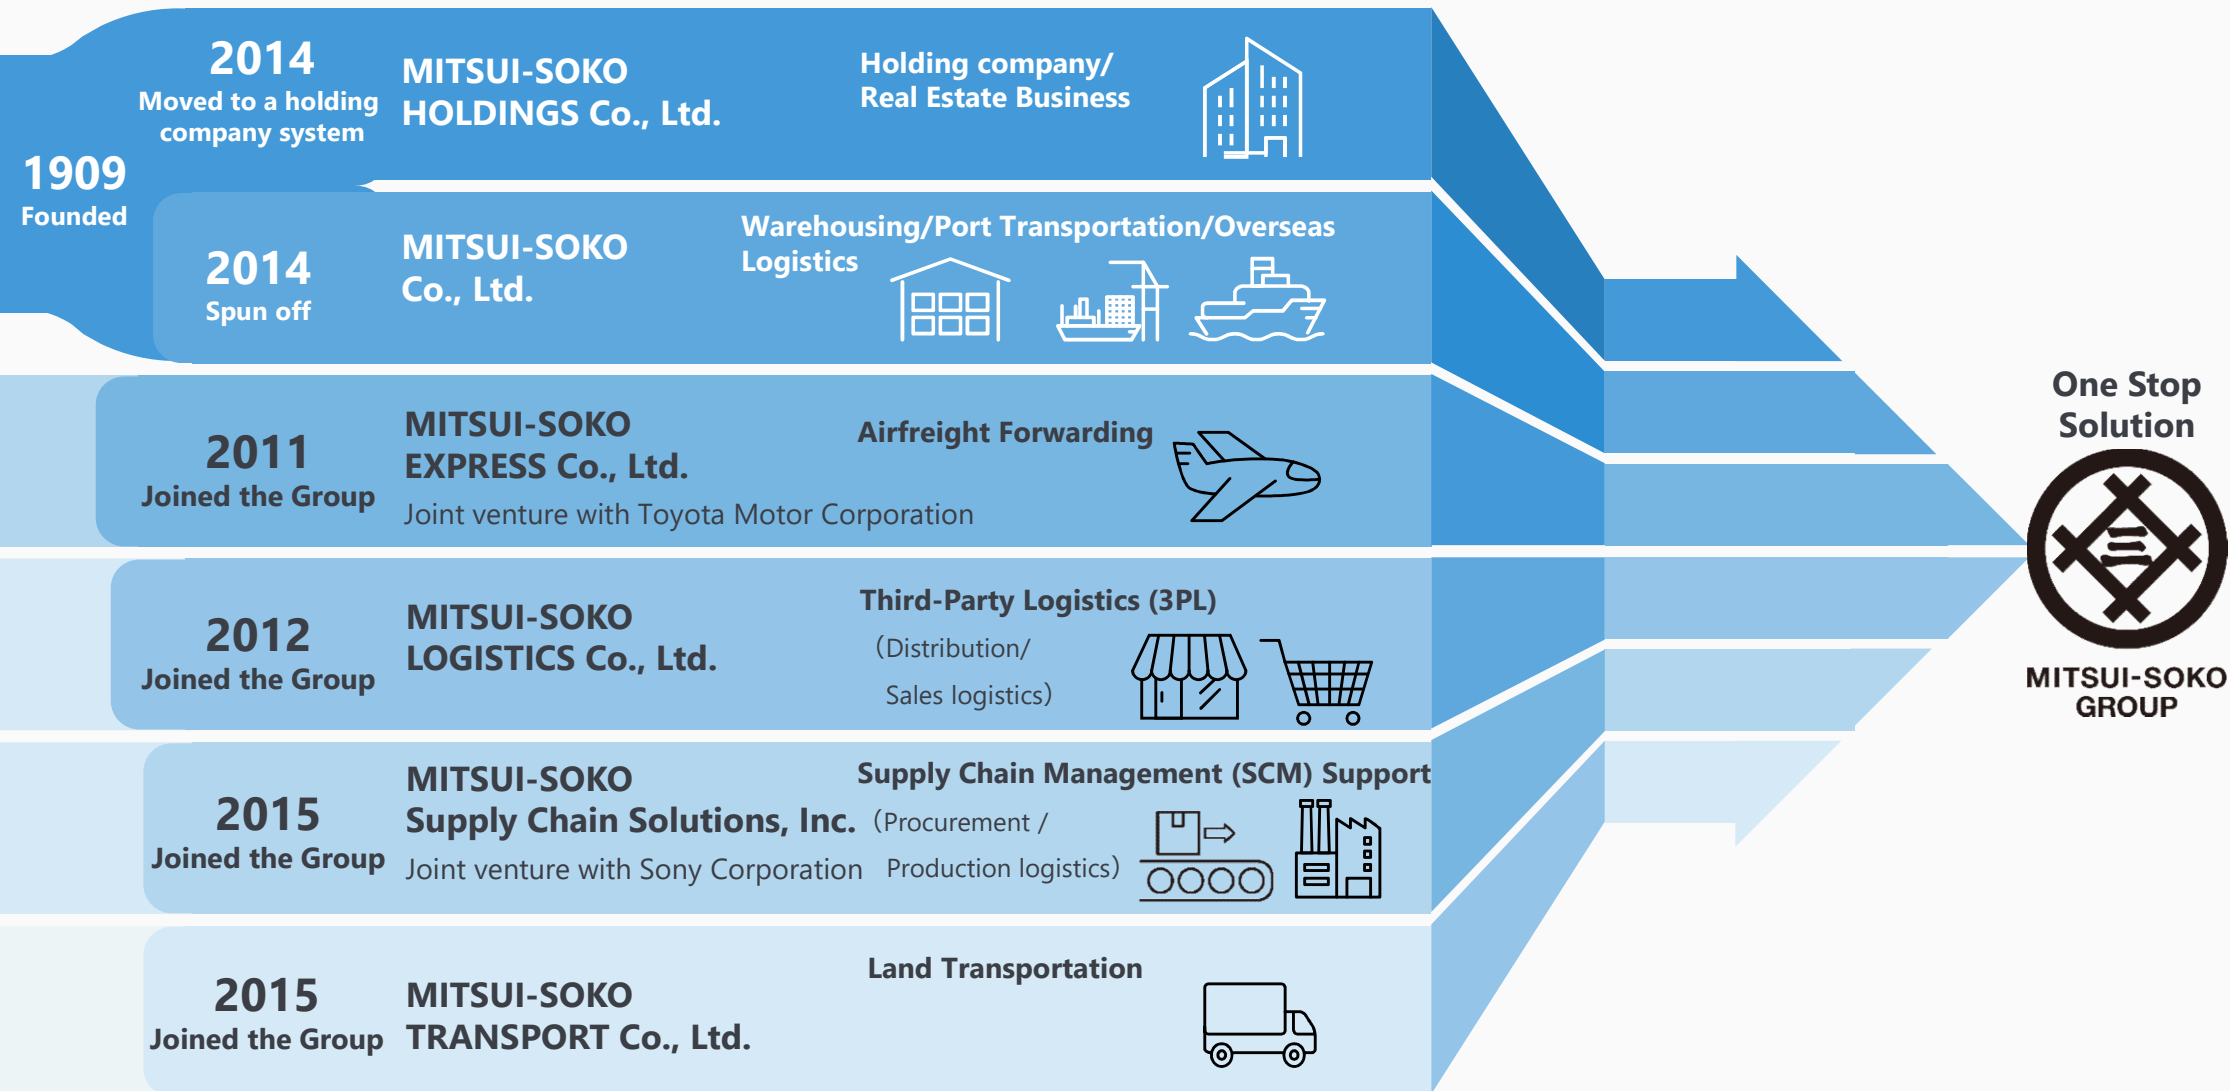 1909
Founded
2014
Moved to a holding
company system
MITSUI-SOKO
HOLDINGS Co., Ltd.
Holding company/
Real Estate Business
2014
Spun off
MITSUI-SOKO
Co., Ltd.
Warehousing/Port Transportation/Overseas
Logistics
2011
Joined the Group
MITSUI-SOKO
EXPRESS Co., Ltd.
Joint venture with Toyota Motor Corporation
Airfreight Forwarding
2012
Joined the Group
MITSUI-SOKO
LOGISTICS Co., Ltd.
Third-Party Logistics (3PL)
（Distribution/
Sales logistics）
2015
Joined the Group
MITSUI-SOKO
Supply Chain Solutions, Inc.
Joint venture with Sony Corporation
Supply Chain Management (SCM) Support
（Procurement /
Production logistics）
2015
Joined the Group
MITSUI-SOKO
TRANSPORT Co., Ltd.
Land Transportation
One Stop
Solution
三
MITSUI-SOKO
GROUP